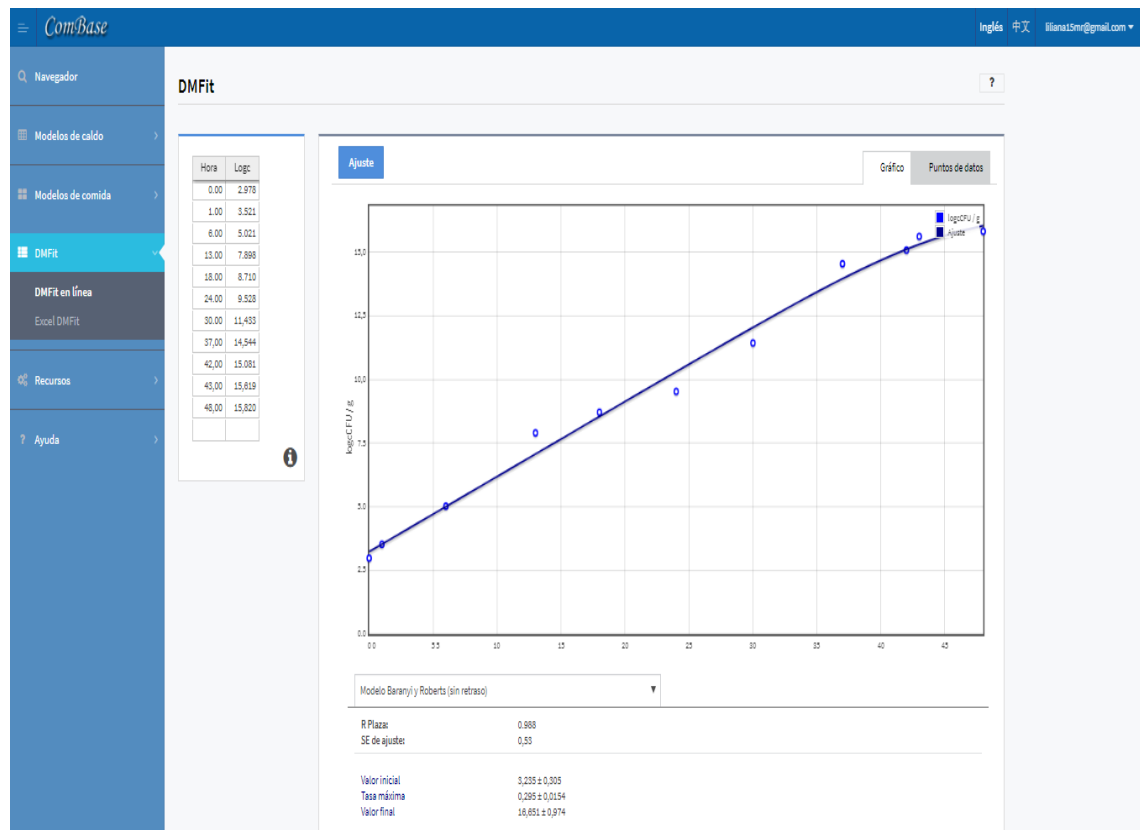 ComBase
Inglés 中文 liliana15mr@gmail.com
Navegador
Modelos de caldo
Modelos de comida
DMFit
DMFit en línea
Excel DMFit
Recursos
? Ayuda
DMFit
?
Hora Logc
0.00 2.978
1.00 3.521
6.00 5.021
13.00 7.898
18.00 8.710
24.00 9.528
30.00 11,433
37,00 14,544
42,00 15.081
43,00 15,619
48,00 15,820
Ajuste
Gráfico Puntos de datos
logcCFU / g
Ajuste
15,0
12,5
10,0
7.5
5.0
2.5
0.0
logcCFU / g
0.0 5.5 10 15 20 25 30 35 40 45
Modelo Baranyi y Roberts (sin retraso)
R Plaza: 0.988
SE de ajuste: 0,53
Valor inicial 3,235 ± 0,305
Tasa máxima 0,295 ± 0,0154
Valor final 16,651 ± 0,974